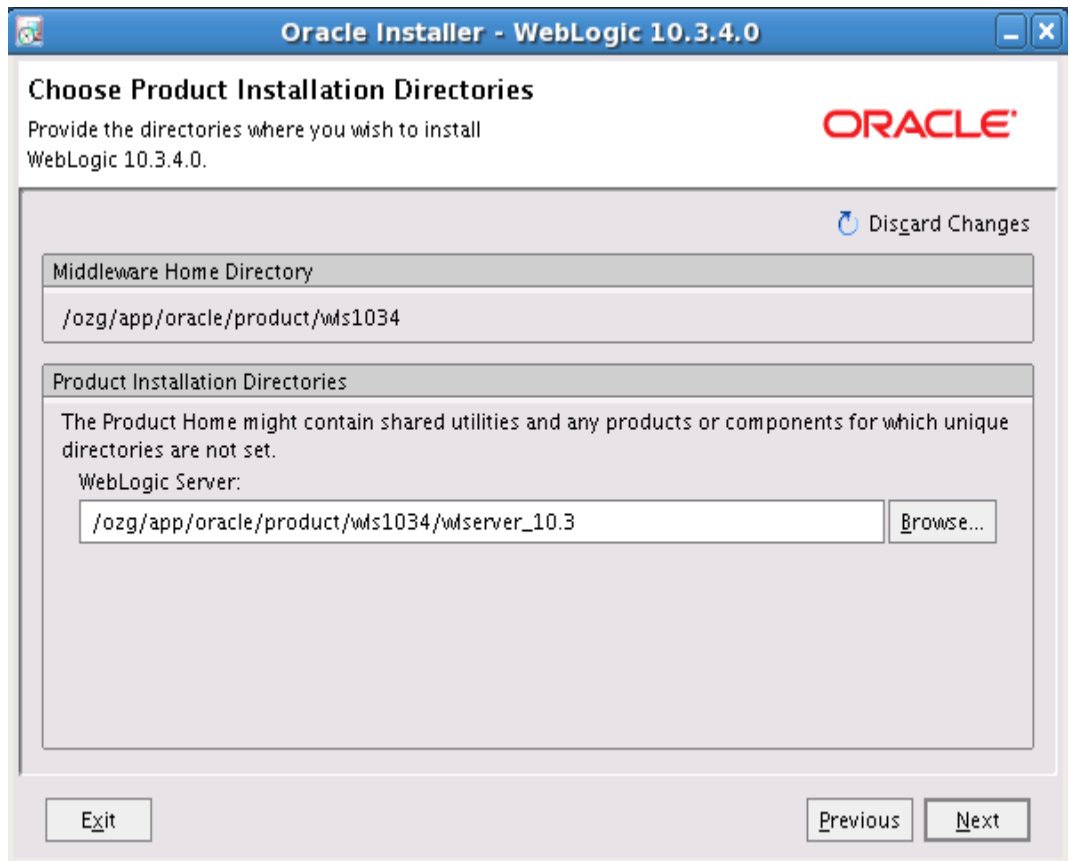 Oracle Installer - WebLogic 10.3.4.0
Choose Product Installation Directories
Provide the directories where you wish to install
WebLogic 10.3.4.0.
ORACLE
Discard Changes
Middleware Home Directory
/ozg/app/oracle/product/wls1034
Product Installation Directories
The Product Home might contain shared utilities and any products or components for which unique
directories are not set.
WebLogic Server:
/ozg/app/oracle/product/wls1034/wlserver_10.3
Browse...
Exit
Previous
Next